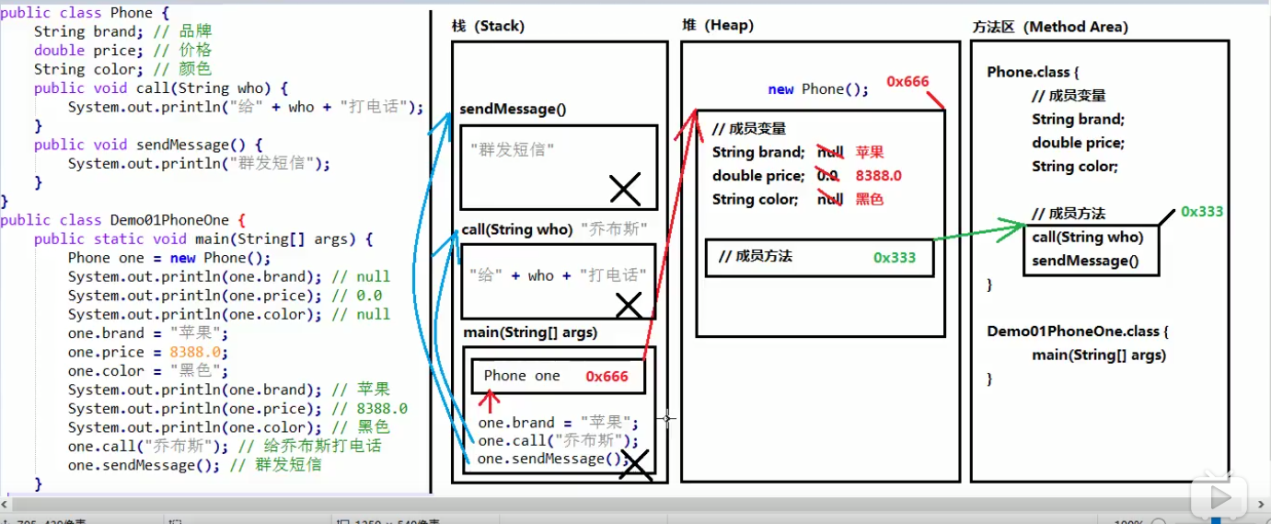 public class Phone {
String brand; // 品牌
double price; // 价格
String color; // 颜色
public void call(String who) {
System.out.println("给" + who + "打电话");
}
public void sendMessage() {
System.out.println("群发短信");
}
}
public class Demo01PhoneOne {
public static void main(String[] args) {
Phone one = new Phone();
System.out.println(one.brand); // null
System.out.println(one.price); // 0.0
System.out.println(one.color); // null
one.brand = "苹果";
one.price = 8388.0;
one.color = "黑色";
System.out.println(one.brand); // 苹果
System.out.println(one.price); // 8388.0
System.out.println(one.color); // 黑色
one.call("乔布斯"); // 给乔布斯打电话
one.sendMessage(); // 群发短信
}
栈 (Stack)
sendMessage()
"群发短信"
call(String who) "乔布斯"
"给" + who + "打电话"
main(String[] args)
Phone one 0x666
one.brand = "苹果";
one.call("乔布斯");
one.sendMessage();
堆 (Heap)
new Phone(); 0x666
// 成员变量
String brand; null 苹果
double price; 0.0 8388.0
String color; null 黑色
// 成员方法 0x333
方法区 (Method Area)
Phone.class {
// 成员变量
String brand;
double price;
String color;
// 成员方法 0x333
call(String who)
sendMessage()
}
Demo01PhoneOne.class {
main(String[] args)
}